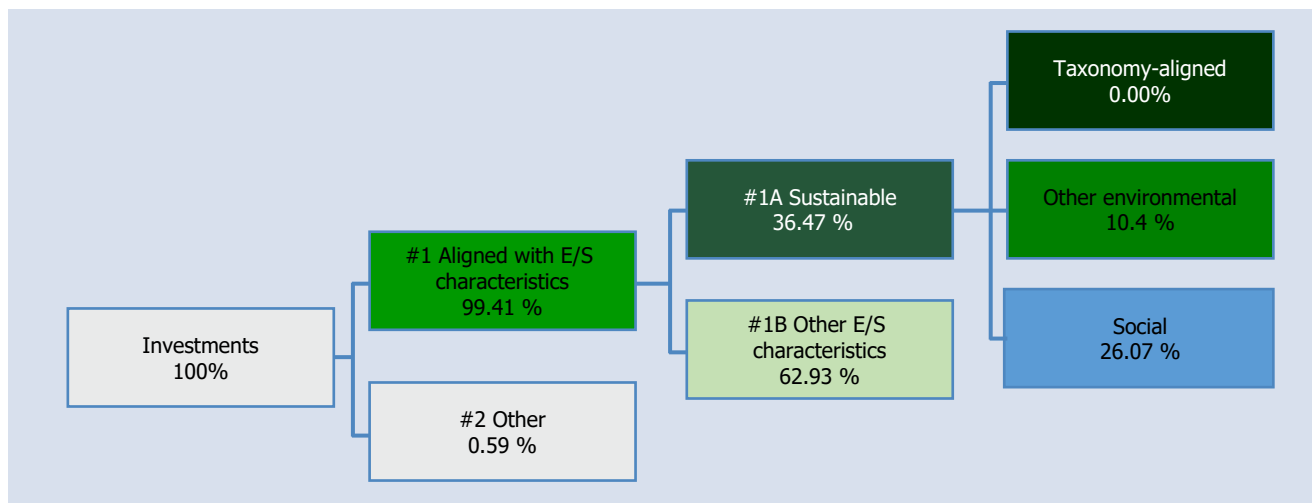 Investments
100%
#1 Aligned with E/S
characteristics
99.41 %
#2 Other
0.59 %
#1A Sustainable
36.47 %
#1B Other E/S
characteristics
62.93 %
Taxonomy-aligned
0.00%
Other environmental
10.4 %
Social
26.07 %